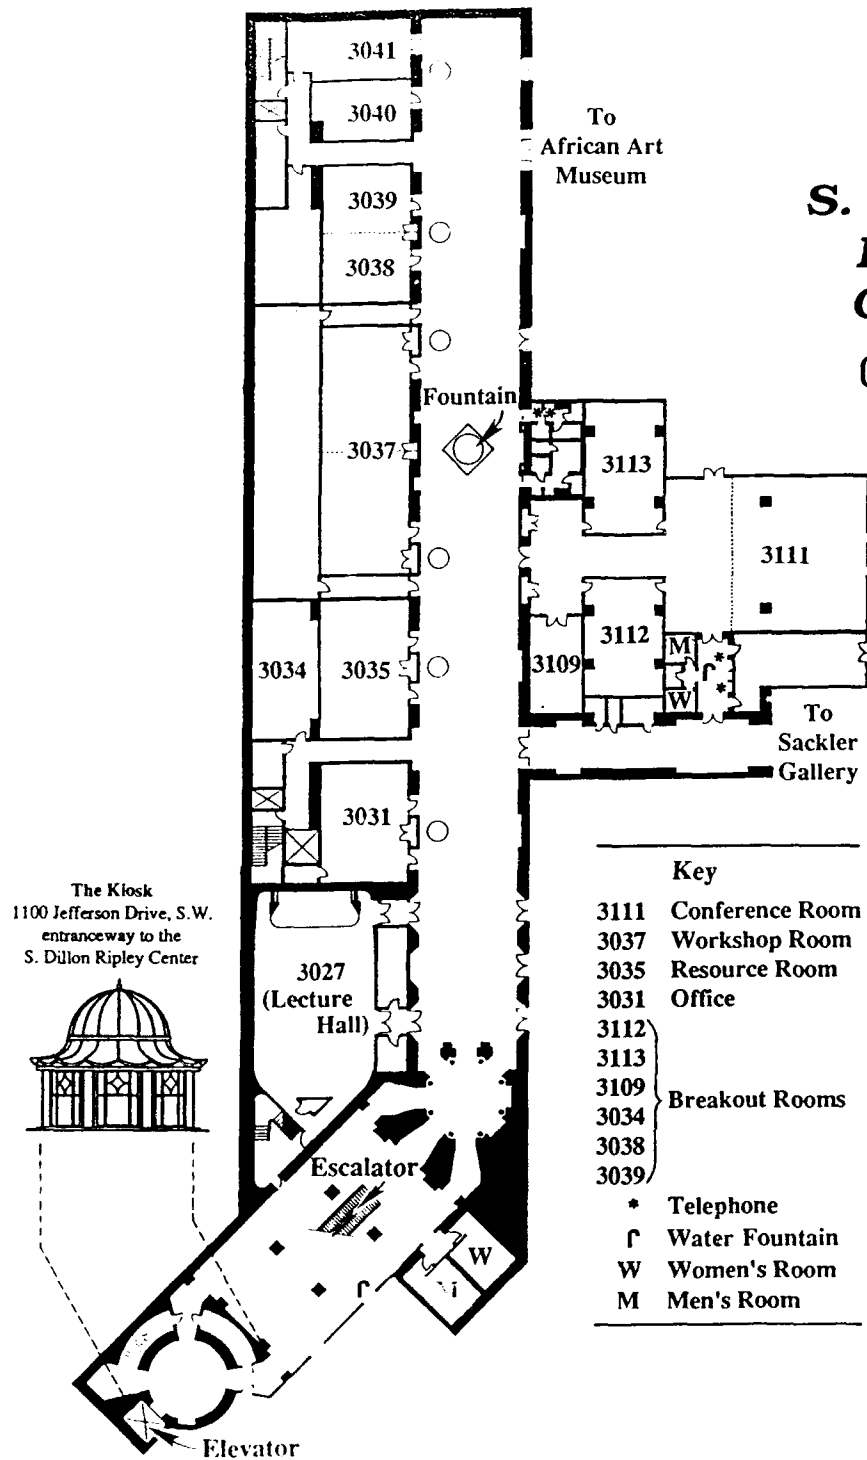 3041
3040
To
African Art
Museum
S.
3039
3038
Fountain
* *
3037
3113
3111
3112
3109
M
*
*
W
3034
3035
To
Sackler
Gallery
3031
The Kiosk
1100 Jefferson Drive, S.W.
entranceway to the
S. Dillon Ripley Center
3027
(Lecture
Hall)
Key
3111 Conference Room
3037 Workshop Room
3035 Resource Room
3031 Office
3112
3113
3109
3034
3038
3039
Breakout Rooms
* Telephone
Water Fountain
W Women's Room
M Men's Room
Escalator
W
M
Elevator